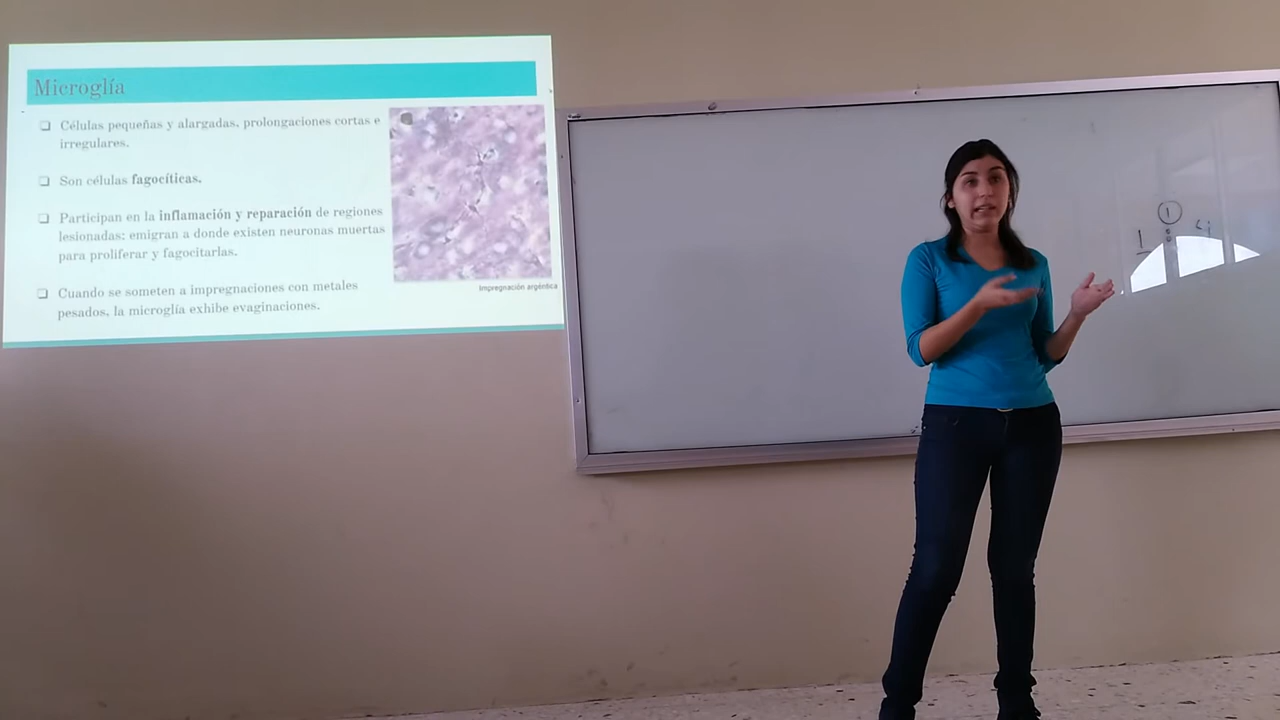 Microglía
Células pequeñas y alargadas, prolongaciones cortas e
irregulares.
Son células fagocíticas.
Participan en la inflamación y reparación de regiones
lesionadas: emigran a donde existen neuronas muertas
para proliferar y fagocitarlas.
Cuando se someten a impregnaciones con metales
pesados, la microglía exhibe evaginaciones.
Impregnación argéntica
1
1